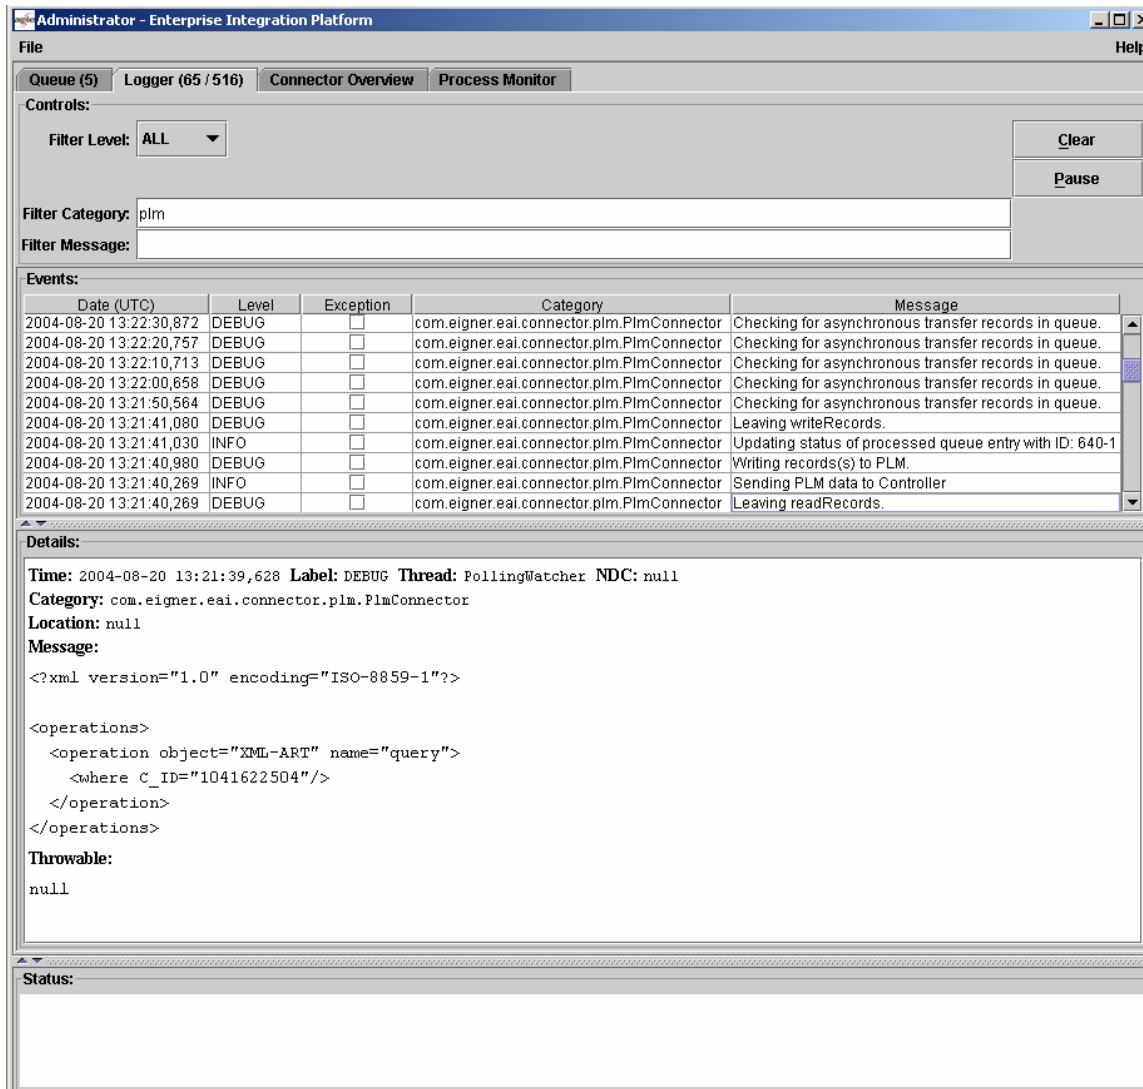 agile Administrator - Enterprise Integration Platform
File Help
Queue (5) Logger (65 / 516) Connector Overview Process Monitor
Controls:
Filter Level: ALL Clear
Pause
Filter Category: plm
Filter Message:
Events:
Date (UTC) Level Exception Category Message
2004-08-20 13:22:30,872 DEBUG com.eigner.eai.connector.plm.PlmConnector Checking for asynchronous transfer records in queue.
2004-08-20 13:22:20,757 DEBUG com.eigner.eai.connector.plm.PlmConnector Checking for asynchronous transfer records in queue.
2004-08-20 13:22:10,713 DEBUG com.eigner.eai.connector.plm.PlmConnector Checking for asynchronous transfer records in queue.
2004-08-20 13:22:00,658 DEBUG com.eigner.eai.connector.plm.PlmConnector Checking for asynchronous transfer records in queue.
2004-08-20 13:21:50,564 DEBUG com.eigner.eai.connector.plm.PlmConnector Checking for asynchronous transfer records in queue.
2004-08-20 13:21:41,080 DEBUG com.eigner.eai.connector.plm.PlmConnector Leaving writeRecords.
2004-08-20 13:21:41,030 INFO com.eigner.eai.connector.plm.PlmConnector Updating status of processed queue entry with ID: 640-1
2004-08-20 13:21:40,980 DEBUG com.eigner.eai.connector.plm.PlmConnector Writing records(s) to PLM.
2004-08-20 13:21:40,269 INFO com.eigner.eai.connector.plm.PlmConnector Sending PLM data to Controller
2004-08-20 13:21:40,269 DEBUG com.eigner.eai.connector.plm.PlmConnector Leaving readRecords.
Details:
Time: 2004-08-20 13:21:39,628 Label: DEBUG Thread: PollingWatcher NDC: null
Category: com.eigner.eai.connector.plm.PlmConnector
Location: null
Message:
<?xml version="1.0" encoding="ISO-8859-1"?>
<operations>
<operation object="XML-ART" name="query">
<where C_ID="1041622504"/>
</operation>
</operations>
Throwable:
null
Status: